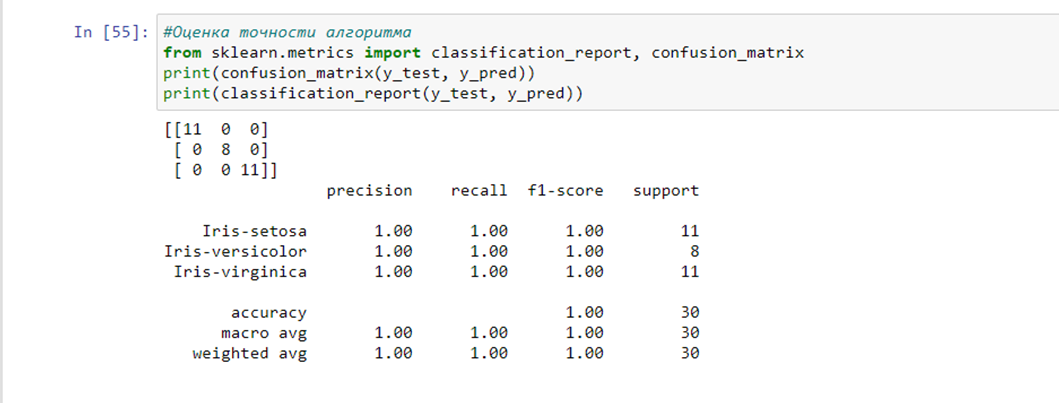 In [55]: #Оценка точности алгоритма
from sklearn.metrics import classification_report, confusion_matrix
print(confusion_matrix(y_test, y_pred))
print(classification_report(y_test, y_pred))
[[11  0  0]
 [ 0  8  0]
 [ 0  0 11]]
                 precision    recall  f1-score   support

    Iris-setosa       1.00      1.00      1.00        11
Iris-versicolor       1.00      1.00      1.00         8
 Iris-virginica       1.00      1.00      1.00        11

       accuracy                           1.00        30
      macro avg       1.00      1.00      1.00        30
   weighted avg       1.00      1.00      1.00        30